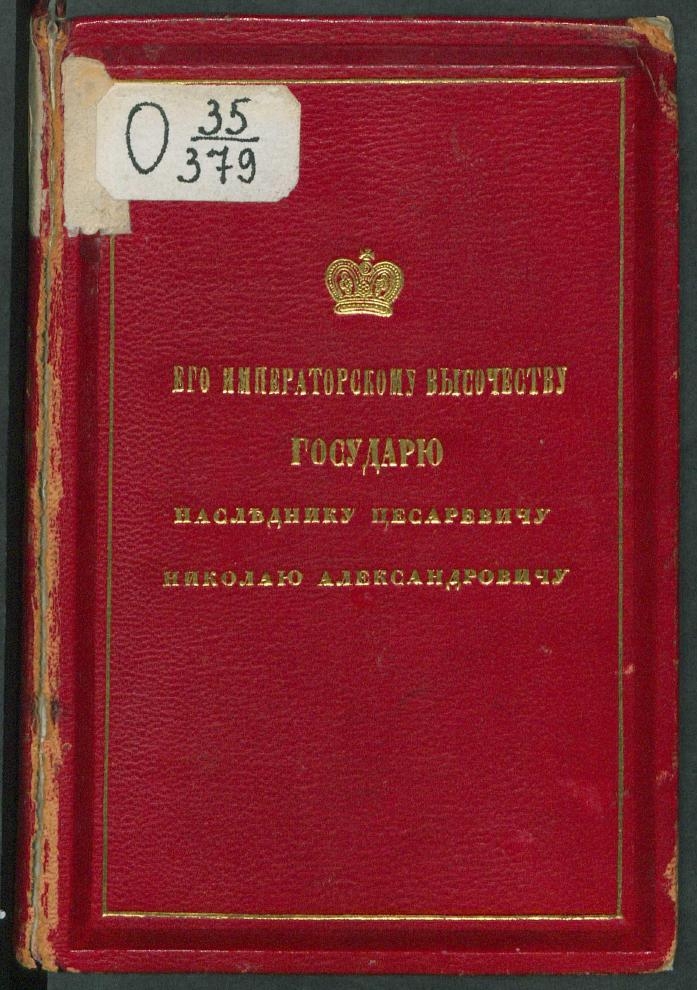 О 35
379
ЕГО ИМПЕРАТОРСКОМУ ВЫСОЧЕСТВУ
ГОСУДАРЮ
НАСЛѢДНИКУ ЦЕСАРЕВИЧУ
НИКОЛАЮ АЛЕКСАНДРОВИЧУ